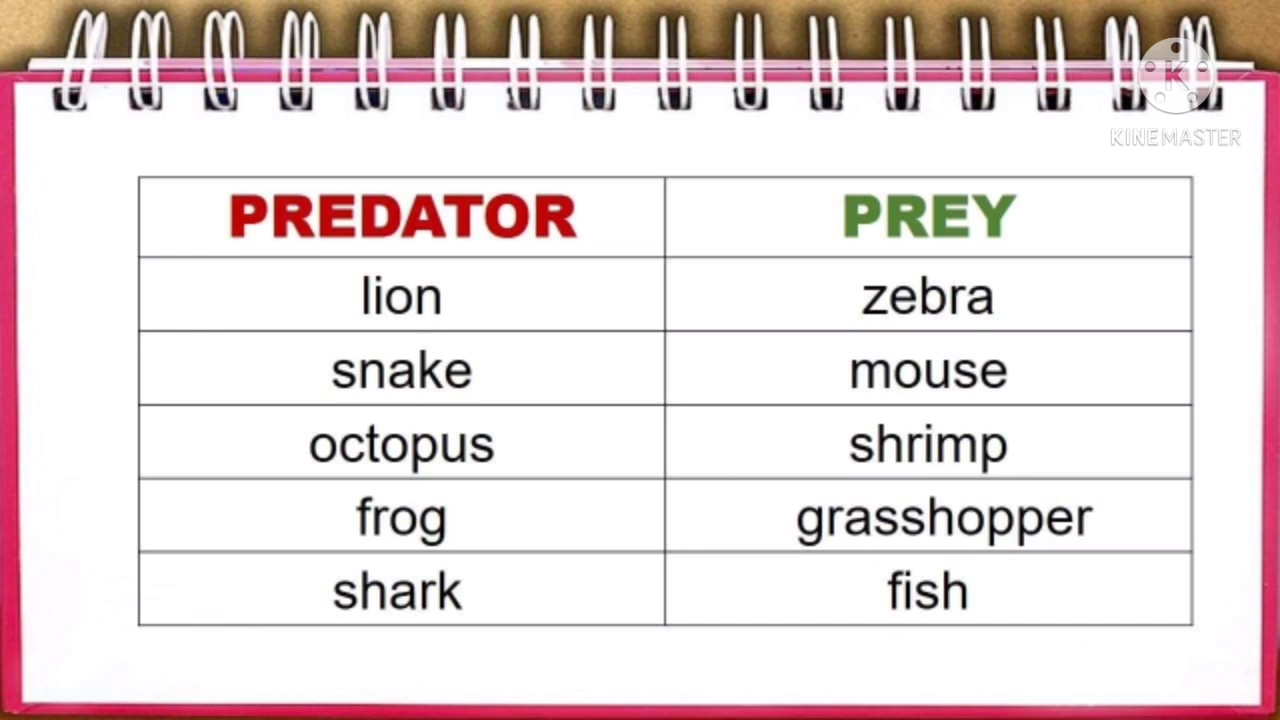 KINEMASTER
PREDATOR PREY
lion zebra
snake mouse
octopus shrimp
frog grasshopper
shark fish